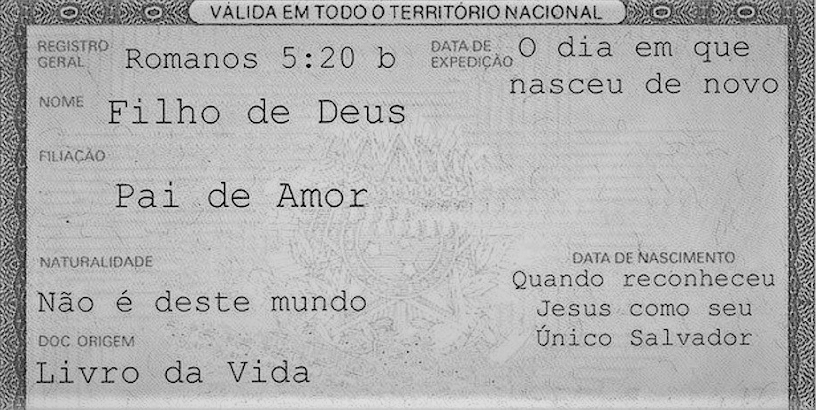 VÁLIDA EM TODO O TERRITÓRIO NACIONAL
REGISTRO
GERAL
Romanos 5:20 b
DATA DE
EXPEDIÇÃO
O dia em que
nasceu de novo
NOME
Filho de Deus
FILIAÇÃO
Pai de Amor
NATURALIDADE
Não é deste mundo
DATA DE NASCIMENTO
Quando reconheceu
Jesus como seu
Único Salvador
DOC ORIGEM
Livro da Vida